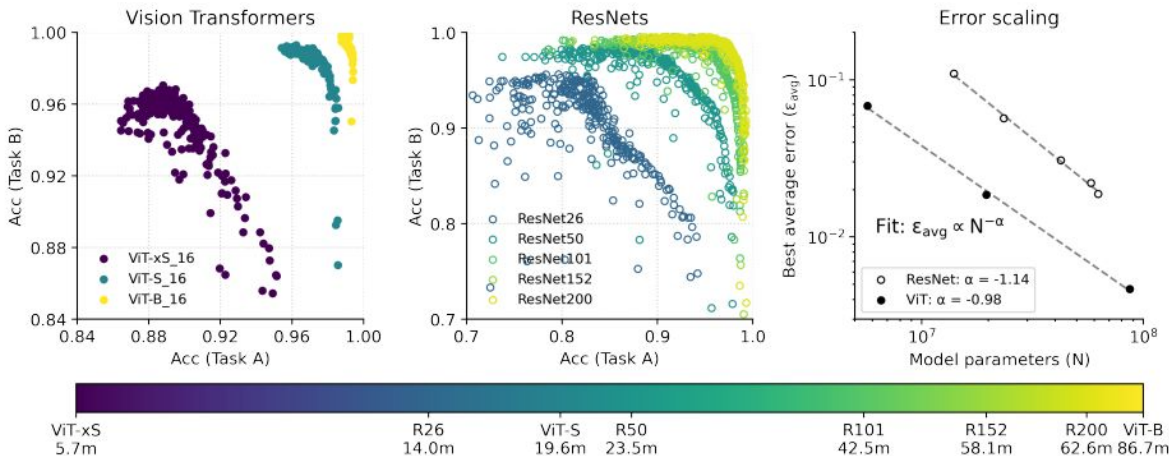 Vision Transformers
1.00
0.96
0.92
0.88
0.84
Acc (Task B)
0.84 0.88 0.92 0.96 1.00
Acc (Task A)
ViT-xS_16
ViT-S_16
ViT-B_16
ResNets
1.0
0.9
0.8
0.7
Acc (Task B)
0.7 0.8 0.9 1.0
Acc (Task A)
ResNet26
ResNet50
ResNet101
ResNet152
ResNet200
Error scaling
10⁻¹
10⁻²
Best average error (ε_avg)
Fit: ε_avg ∝ N^-α
ResNet: α = -1.14
ViT: α = -0.98
10⁷ 10⁸
Model parameters (N)
ViT-xS R26 ViT-S R50 R101 R152 R200 ViT-B
5.7m 14.0m 19.6m 23.5m 42.5m 58.1m 62.6m 86.7m